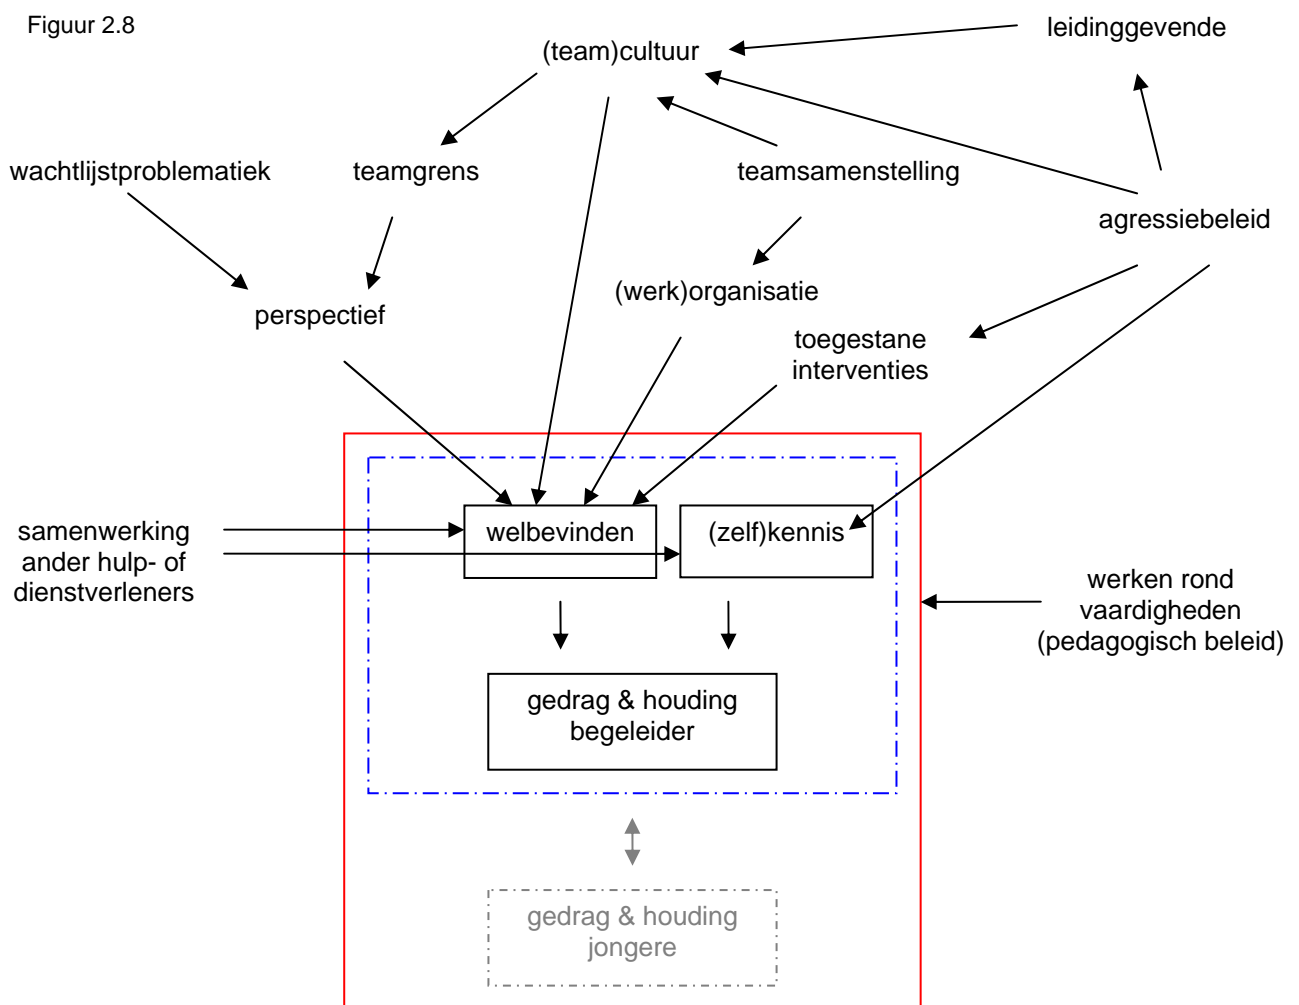 Figuur 2.8
leidinggevende
(team)cultuur
wachtlijstproblematiek
teamgrens
teamsamenstelling
agressiebeleid
(werk)organisatie
perspectief
toegestane
interventies
samenwerking
ander hulp- of
dienstverleners
welbevinden
(zelf)kennis
werken rond
vaardigheden
(pedagogisch beleid)
gedrag & houding
begeleider
gedrag & houding
jongere